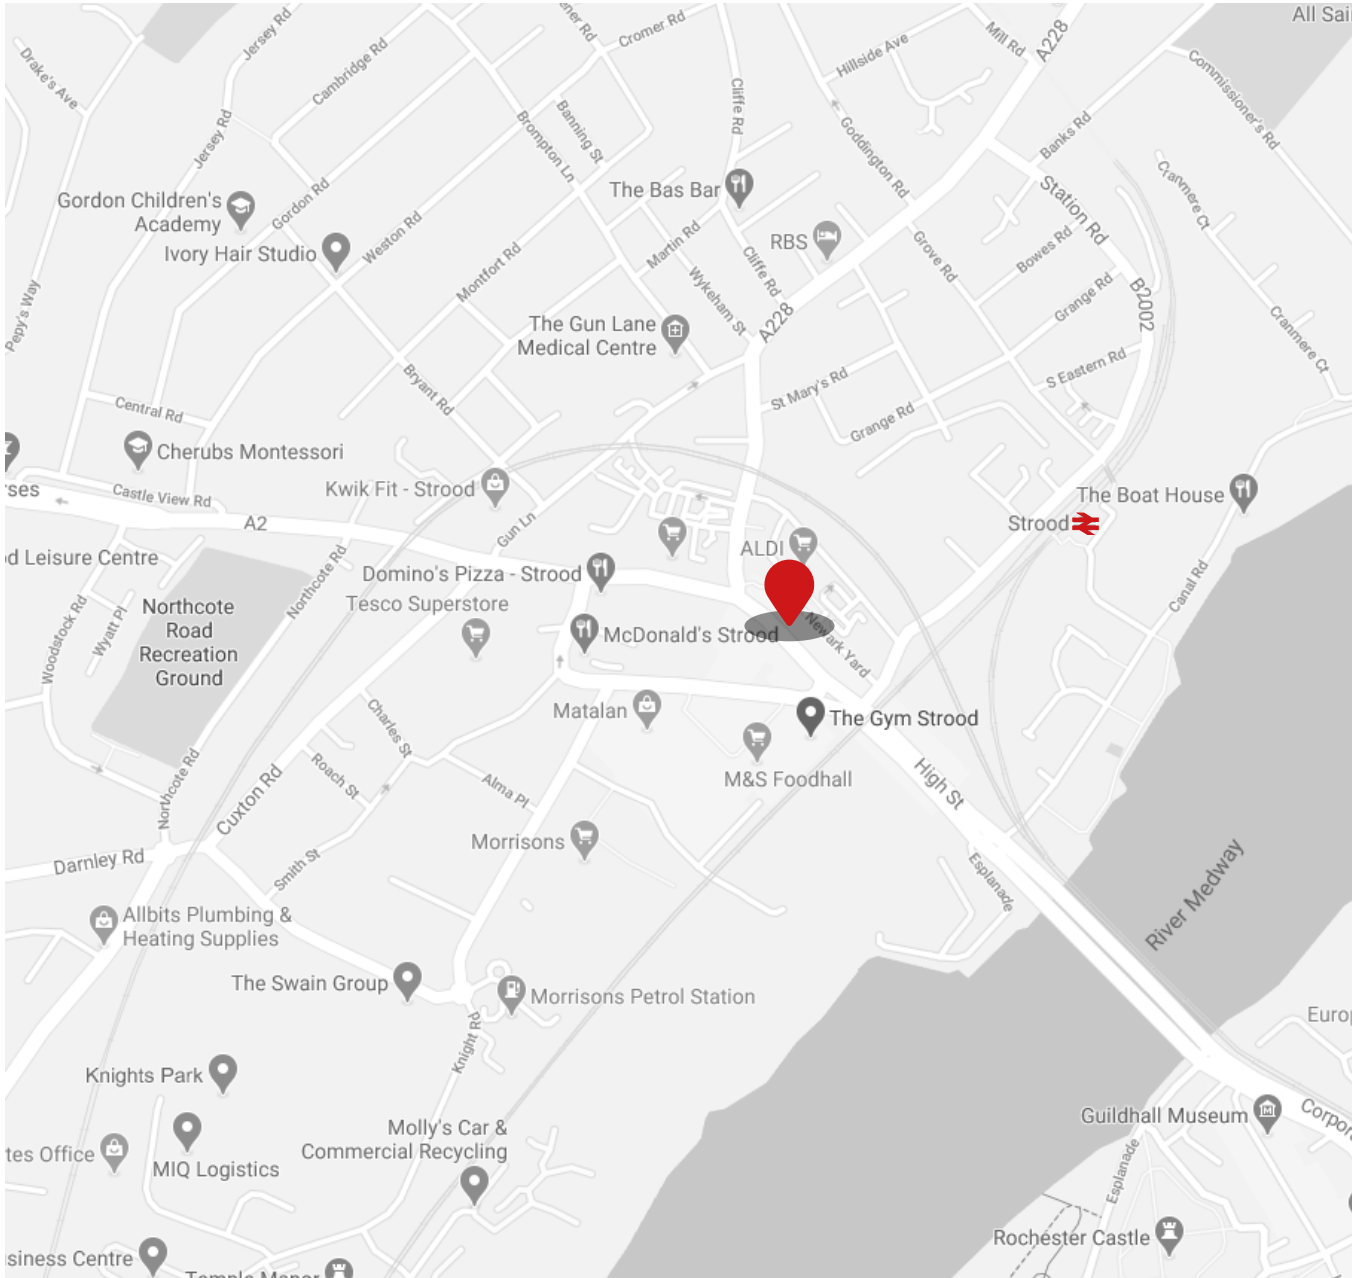 All Sai
Jersey Rd
ener Rd
Cromer Rd
Mill Rd
A228
Drake's Ave
Cambridge Rd
Hillside Ave
Commissioner's Rd
Cliffe Rd
Banning St
Brompton Ln
Jersey Rd
Goddington Rd
Banks Rd
Cranmere Ct
Gordon Children's
Academy
Gordon Rd
The Bas Bar
Station Rd
Ivory Hair Studio
Weston Rd
Martin Rd
RBS
Grove Rd
Bowes Rd
Montfort Rd
Cliffe Rd
Wykeham St
Grange Rd
B2002
Pepy's Way
The Gun Lane
Medical Centre
A228
Cranmere Ct
Bryant Rd
St Mary's Rd
S Eastern Rd
Central Rd
Grange Rd
Cherubs Montessori
rses
Castle View Rd
Kwik Fit - Strood
The Boat House
A2
Gun Ln
Strood
ALDI
d Leisure Centre
Northcote Rd
Domino's Pizza - Strood
Canal Rd
Woodstock Rd
Wyatt Pl
Northcote
Road
Recreation
Ground
Tesco Superstore
McDonald's Strood
Newark Yard
Charles St
Matalan
The Gym Strood
Northcote Rd
Cuxton Rd
Roach St
Alma Pl
M&S Foodhall
High St
Morrisons
Darnley Rd
Smith St
Esplanade
River Medway
Allbits Plumbing &
Heating Supplies
The Swain Group
Morrisons Petrol Station
Europ
Knight Rd
Knights Park
Molly's Car &
Commercial Recycling
Guildhall Museum
M
Corpor
tes Office
MIQ Logistics
Esplanade
Rochester Castle
siness Centre
Temple Manor